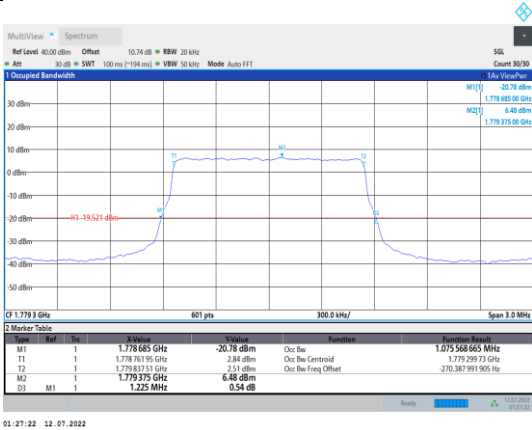 MultiView Spectrum
Ref Level 40.00 dBm Offset 10.74 dB RBW 20 kHz SGL
Att 30 dB SWT 100 ms (~194 ms) VBW 50 kHz Mode Auto FFT Count 30/30
1 Occupied Bandwidth 1Av ViewPwr
M1[1] -20.78 dBm
1.778 685 00 GHz
M2[1] 6.48 dBm
1.779 375 00 GHz
30 dBm
20 dBm
10 dBm
0 dBm
-10 dBm
-20 dBm
-30 dBm
-40 dBm
-50 dBm
M2
T1
T2
M1
D3
H1 -19.521 dBm
CF 1.779 3 GHz 601 pts 300.0 kHz/ Span 3.0 MHz
2 Marker Table
Type Ref Trc X-Value Y-Value Function Function Result
M1 1 1.778 685 GHz -20.78 dBm Occ Bw 1.075 568 665 MHz
T1 1 1.778 761 95 GHz 2.84 dBm Occ Bw Centroid 1.779 299 73 GHz
T2 1 1.779 837 51 GHz 2.51 dBm Occ Bw Freq Offset -270.387 991 905 Hz
M2 1 1.779 375 GHz 6.48 dBm
D3 M1 1 1.225 MHz 0.54 dB
Ready 12.07.2022
01:27:22
01:27:22 12.07.2022